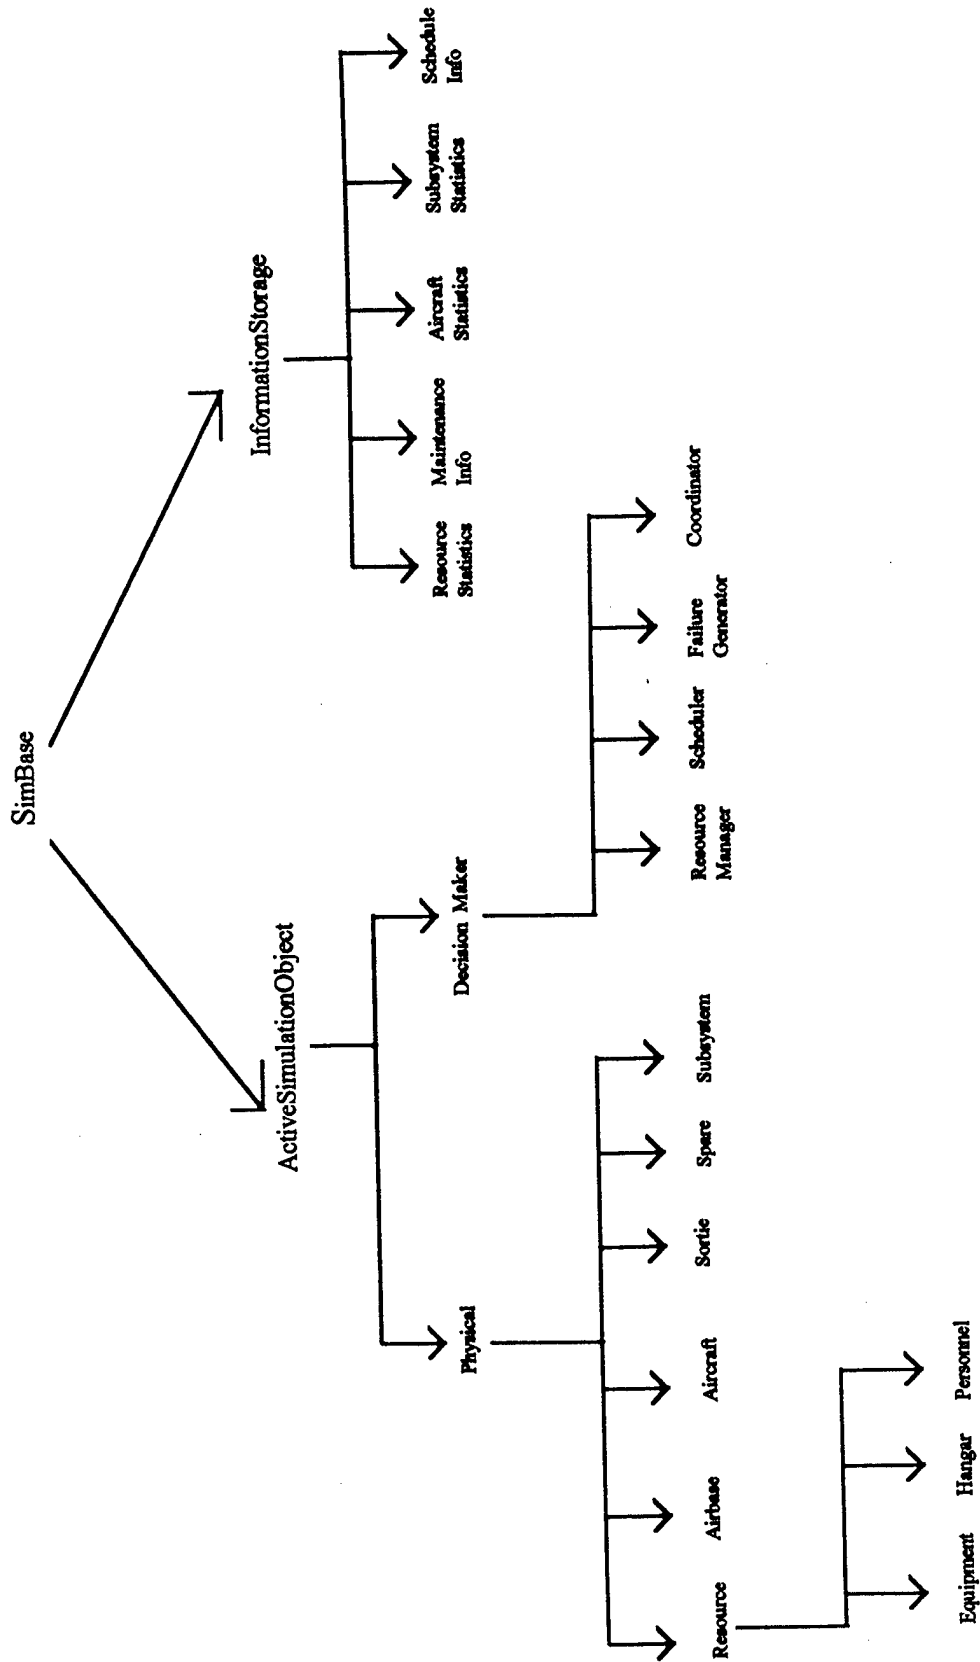 SimBase
ActiveSimulationObject
InformationStorage
Physical
Decision Maker
Resource
Statistics
Maintenance
Info
Aircraft
Statistics
Subsystem
Statistics
Schedule
Info
Resource
Airbase
Aircraft
Sortie
Spare
Subsystem
Resource
Manager
Scheduler
Failure
Generator
Coordinator
Equipment
Hangar
Personnel